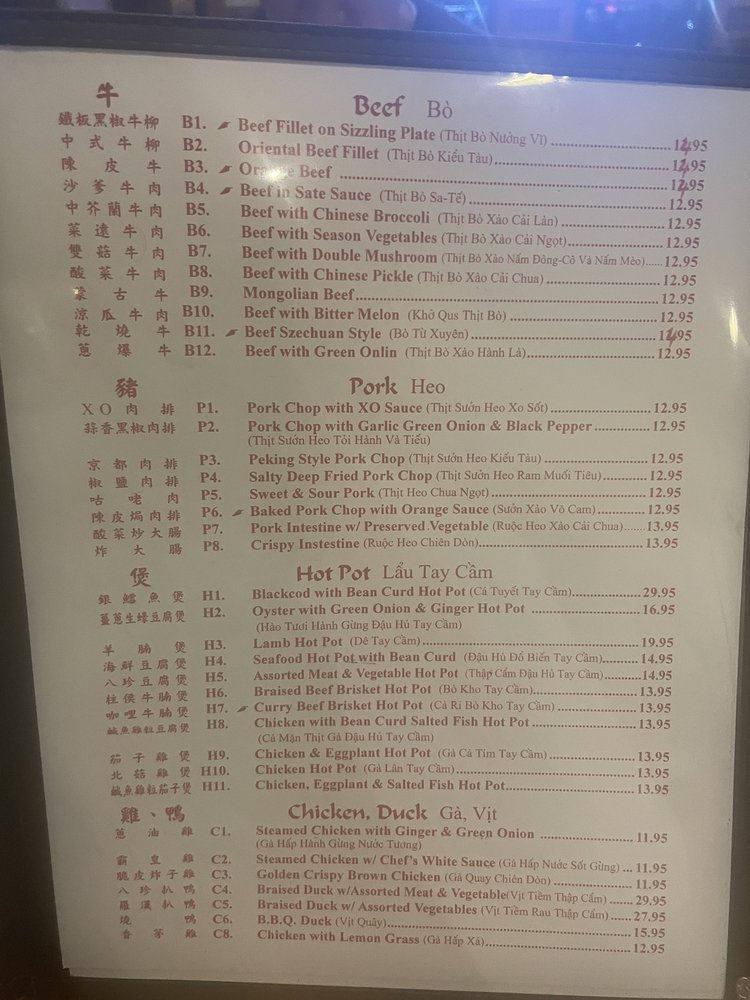 牛 Beef Bò
鐵板黑椒牛柳 B1. Beef Fillet on Sizzling Plate (Thịt Bò Nướng Vĩ) 14.95
中式牛柳 B2. Oriental Beef Fillet (Thịt Bò Kiểu Tàu) 14.95
陳皮牛 B3. Orange Beef 14.95
沙爹牛肉 B4. Beef in Sate Sauce (Thịt Bò Sa-Tế) 12.95
中芥蘭牛肉 B5. Beef with Chinese Broccoli (Thịt Bò Xảo Cải Làn) 12.95
菜遠牛肉 B6. Beef with Season Vegetables (Thịt Bò Xảo Cải Ngọt) 12.95
雙菇牛肉 B7. Beef with Double Mushroom (Thịt Bò Xảo Nấm Đông-Cô Và Nấm Mèo) 12.95
酸菜牛肉 B8. Beef with Chinese Pickle (Thịt Bò Xảo Cải Chua) 12.95
蒙古牛 B9. Mongolian Beef 12.95
涼瓜牛肉 B10. Beef with Bitter Melon (Khở Qus Thịt Bò) 12.95
乾燒牛 B11. Beef Szechuan Style (Bò Tứ Xuyên) 14.95
蔥爆牛 B12. Beef with Green Onlin (Thịt Bò Xảo Hành Lả) 12.95
豬 Pork Heo
XO肉排 P1. Pork Chop with XO Sauce (Thịt Sườn Heo Xo Sốt) 12.95
蒜香黑椒肉排 P2. Pork Chop with Garlic Green Onion & Black Pepper 12.95
(Thịt Sườn Heo Tỏi Hành Và Tiểu)
京都肉排 P3. Peking Style Pork Chop (Thịt Sườn Heo Kiểu Tàu) 12.95
椒鹽肉排 P4. Salty Deep Fried Pork Chop (Thịt Sườn Heo Ram Muối Tiêu) 12.95
咕咾肉 P5. Sweet & Sour Pork (Thịt Heo Chua Ngọt) 12.95
陳皮焗肉排 P6. Baked Pork Chop with Orange Sauce (Sườn Xảo Võ Cam) 12.95
酸菜炒大腸 P7. Pork Intestine w/ Preserved Vegetable (Ruộc Heo Xảo Cải Chua) 13.95
炸大腸 P8. Crispy Instestine (Ruộc Heo Chiên Dòn) 13.95
煲 Hot Pot Lẩu Tay Cầm
銀鱈魚煲 H1. Blackcod with Bean Curd Hot Pot (Cá Tuyết Tay Cầm) 29.95
薑蔥生蠔豆腐煲 H2. Oyster with Green Onion & Ginger Hot Pot 16.95
(Hào Tươi Hành Gừng Đậu Hủ Tay Cầm)
羊腩煲 H3. Lamb Hot Pot (Dê Tay Cầm) 19.95
海鮮豆腐煲 H4. Seafood Hot Pot with Bean Curd (Đậu Hủ Đồ Biến Tay Cầm) 14.95
八珍豆腐煲 H5. Assorted Meat & Vegetable Hot Pot (Thập Cẩm Đậu Hủ Tay Cầm) 14.95
柱侯牛腩煲 H6. Braised Beef Brisket Hot Pot (Bò Kho Tay Cầm) 13.95
咖哩牛腩煲 H7. Curry Beef Brisket Hot Pot (Cà Ri Bò Kho Tay Cầm) 13.95
鹹魚雞粒豆腐煲 H8. Chicken with Bean Curd Salted Fish Hot Pot 13.95
(Cả Mặn Thịt Gà Đậu Hủ Tay Cầm)
茄子雞煲 H9. Chicken & Eggplant Hot Pot (Gà Cà Tím Tay Cầm) 13.95
北菇雞煲 H10. Chicken Hot Pot (Gà Lân Tay Cầm) 13.95
鹹魚雞粒茄子煲 H11. Chicken, Eggplant & Salted Fish Hot Pot 13.95
雞、鴨 Chicken, Duck Gà, Vịt
蔥油雞 C1. Steamed Chicken with Ginger & Green Onion 11.95
(Gà Hấp Hành Gừng Nước Tương)
霸皇雞 C2. Steamed Chicken w/ Chef's White Sauce (Gà Hấp Nước Sốt Gừng) 11.95
脆皮炸子雞 C3. Golden Crispy Brown Chicken (Gà Quay Chiên Dòn) 11.95
八珍扒鴨 C4. Braised Duck w/Assorted Meat & Vegetable(Vịt Tiềm Thập Cẩm) 29.95
羅漢扒鴨 C5. Braised Duck w/ Assorted Vegetables (Vịt Tiềm Rau Thập Cẩm) 27.95
燒鴨 C6. B.B.Q. Duck (Vịt Quây) 15.95
香茅雞 C8. Chicken with Lemon Grass (Gà Hấp Xả) 12.95